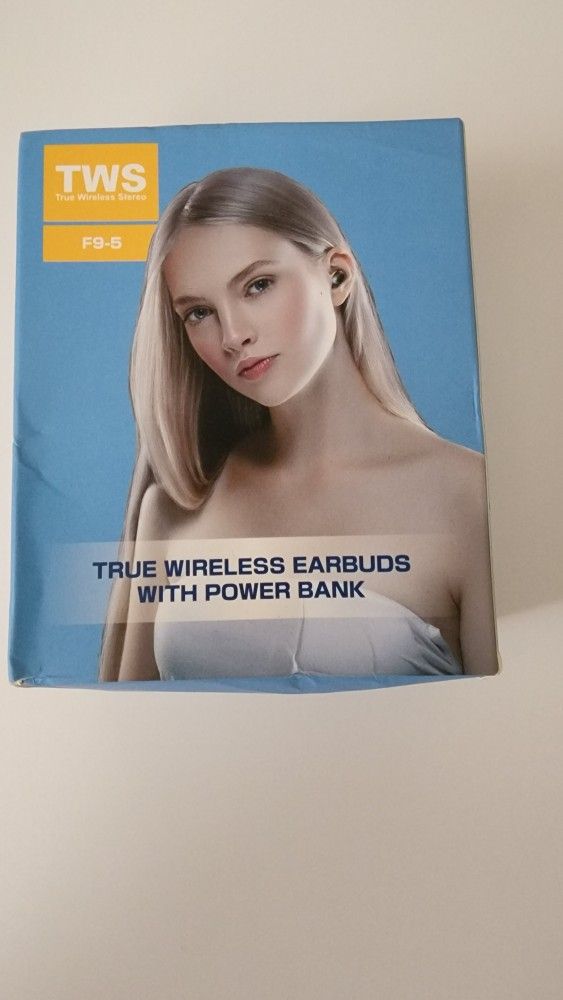 TWS
True Wireless Stereo
F9-5
TRUE WIRELESS EARBUDS
WITH POWER BANK